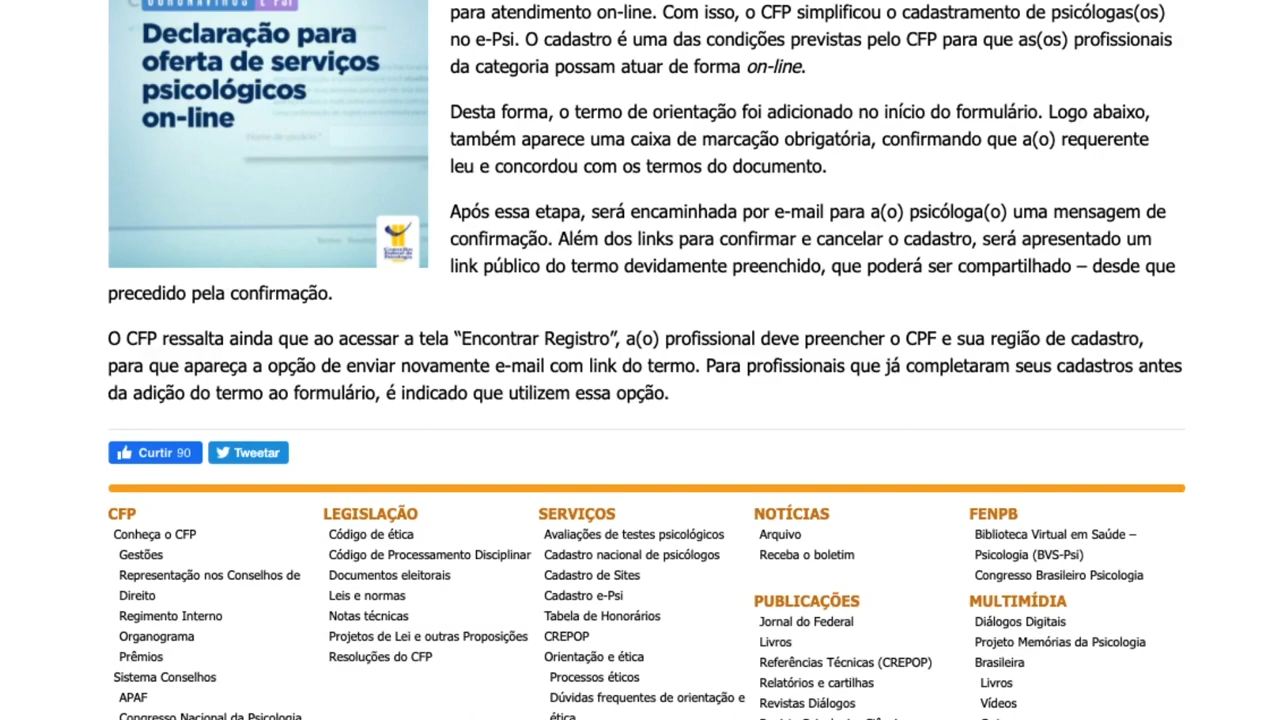 CORONAVÍRUS E PSI
Declaração para
oferta de serviços
psicológicos
on-line
Conselho
Federal de
Psicologia
para atendimento on-line. Com isso, o CFP simplificou o cadastramento de psicólogas(os)
no e-Psi. O cadastro é uma das condições previstas pelo CFP para que as(os) profissionais
da categoria possam atuar de forma on-line.
Desta forma, o termo de orientação foi adicionado no início do formulário. Logo abaixo,
também aparece uma caixa de marcação obrigatória, confirmando que a(o) requerente
leu e concordou com os termos do documento.
Após essa etapa, será encaminhada por e-mail para a(o) psicóloga(o) uma mensagem de
confirmação. Além dos links para confirmar e cancelar o cadastro, será apresentado um
link público do termo devidamente preenchido, que poderá ser compartilhado – desde que
precedido pela confirmação.
O CFP ressalta ainda que ao acessar a tela “Encontrar Registro”, a(o) profissional deve preencher o CPF e sua região de cadastro,
para que apareça a opção de enviar novamente e-mail com link do termo. Para profissionais que já completaram seus cadastros antes
da adição do termo ao formulário, é indicado que utilizem essa opção.
Curtir 90
Tweetar
CFP
Conheça o CFP
Gestões
Representação nos Conselhos de
Direito
Regimento Interno
Organograma
Prêmios
Sistema Conselhos
APAF
Congresso Nacional da Psicologia
LEGISLAÇÃO
Código de ética
Código de Processamento Disciplinar
Documentos eleitorais
Leis e normas
Notas técnicas
Projetos de Lei e outras Proposições
Resoluções do CFP
SERVIÇOS
Avaliações de testes psicológicos
Cadastro nacional de psicólogos
Cadastro de Sites
Cadastro e-Psi
Tabela de Honorários
CREPOP
Orientação e ética
Processos éticos
Dúvidas frequentes de orientação e
ética
NOTÍCIAS
Arquivo
Receba o boletim
PUBLICAÇÕES
Jornal do Federal
Livros
Referências Técnicas (CREPOP)
Relatórios e cartilhas
Revistas Diálogos
FENPB
Biblioteca Virtual em Saúde –
Psicologia (BVS-Psi)
Congresso Brasileiro Psicologia
MULTIMÍDIA
Diálogos Digitais
Projeto Memórias da Psicologia
Brasileira
Livros
Vídeos